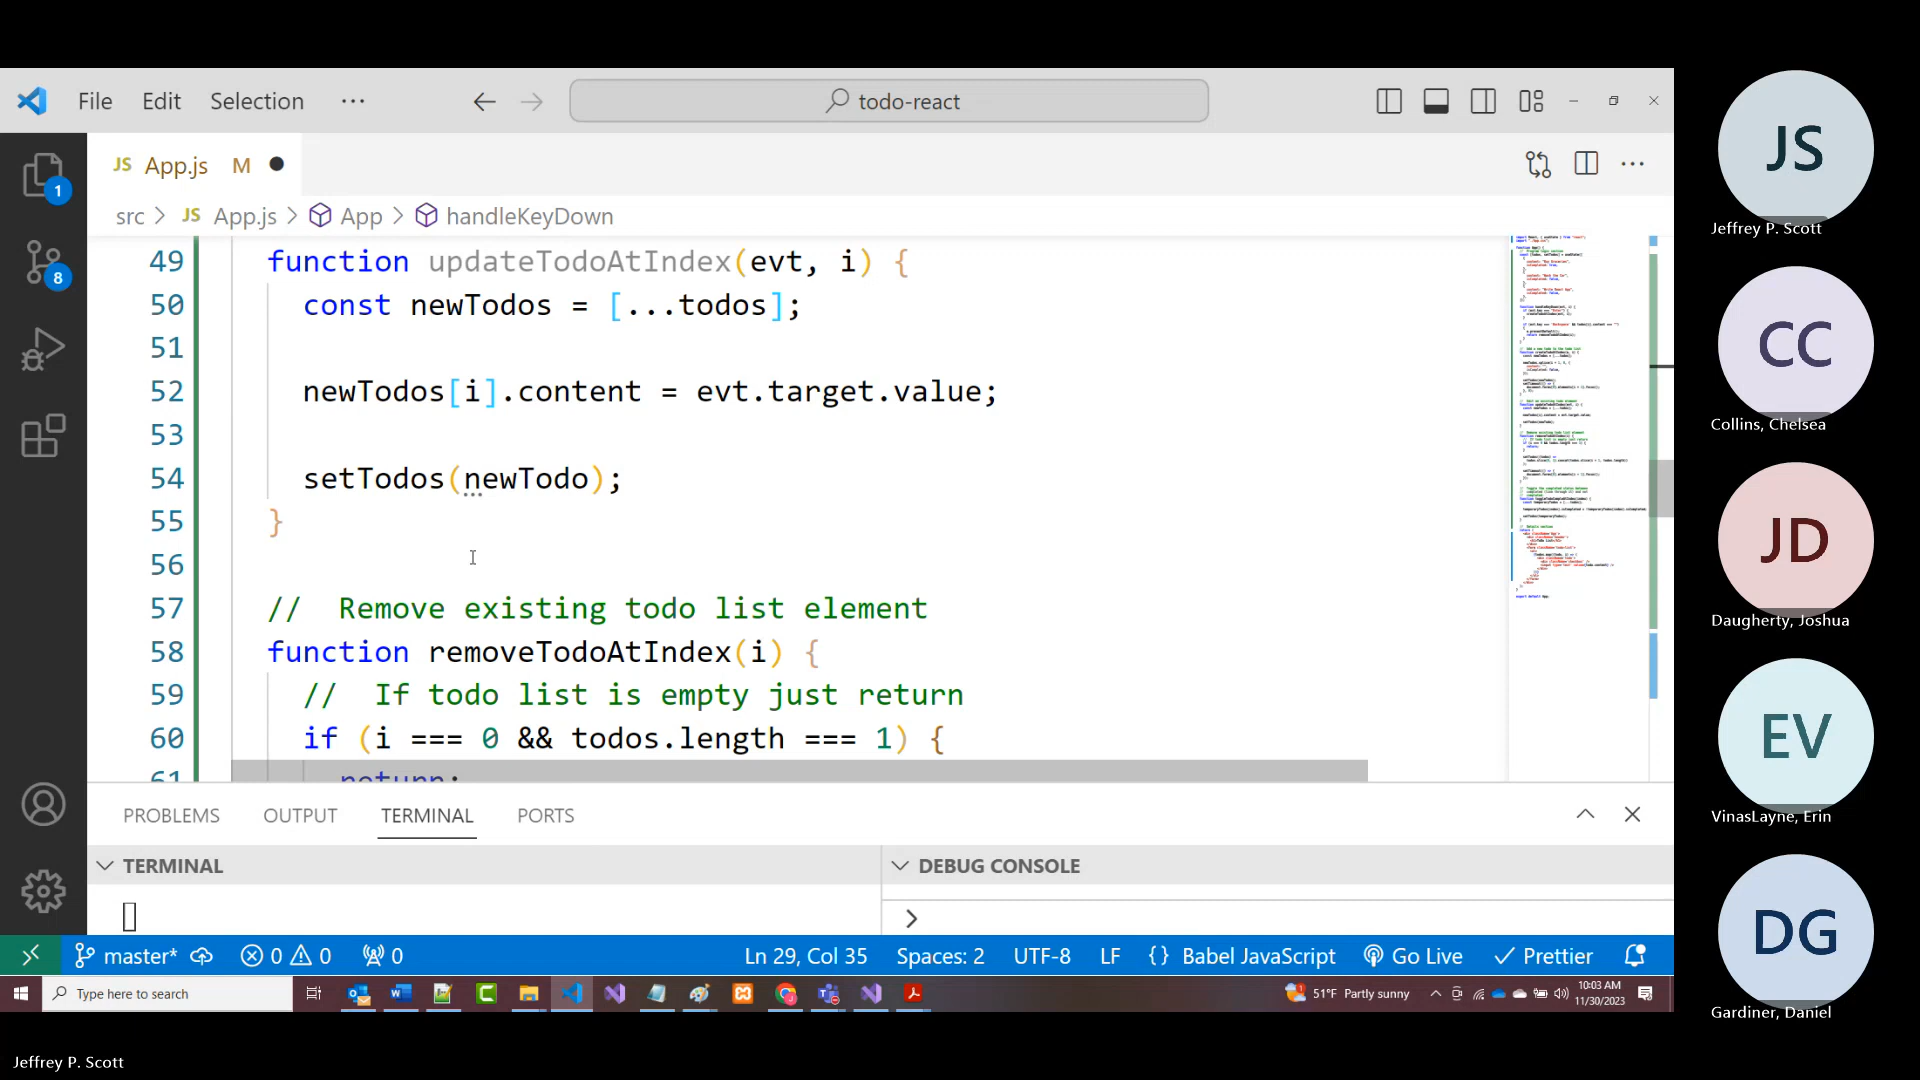 File Edit Selection ··· todo-react
JS App.js M
src > JS App.js > App > handleKeyDown
49 function updateTodoAtIndex(evt, i) {
50 const newTodos = [...todos];
51
52 newTodos[i].content = evt.target.value;
53
54 setTodos(newTodo);
55 }
56
57 // Remove existing todo list element
58 function removeTodoAtIndex(i) {
59 // If todo list is empty just return
60 if (i === 0 && todos.length === 1) {
61 return;
PROBLEMS OUTPUT TERMINAL PORTS
TERMINAL DEBUG CONSOLE
>
1
8
master* 0 0 0 Ln 29, Col 35 Spaces: 2 UTF-8 LF {} Babel JavaScript Go Live Prettier
Type here to search 51°F Partly sunny 10:03 AM
11/30/2023
JS
Jeffrey P. Scott
CC
Collins, Chelsea
JD
Daugherty, Joshua
EV
VinasLayne, Erin
DG
Gardiner, Daniel
Jeffrey P. Scott